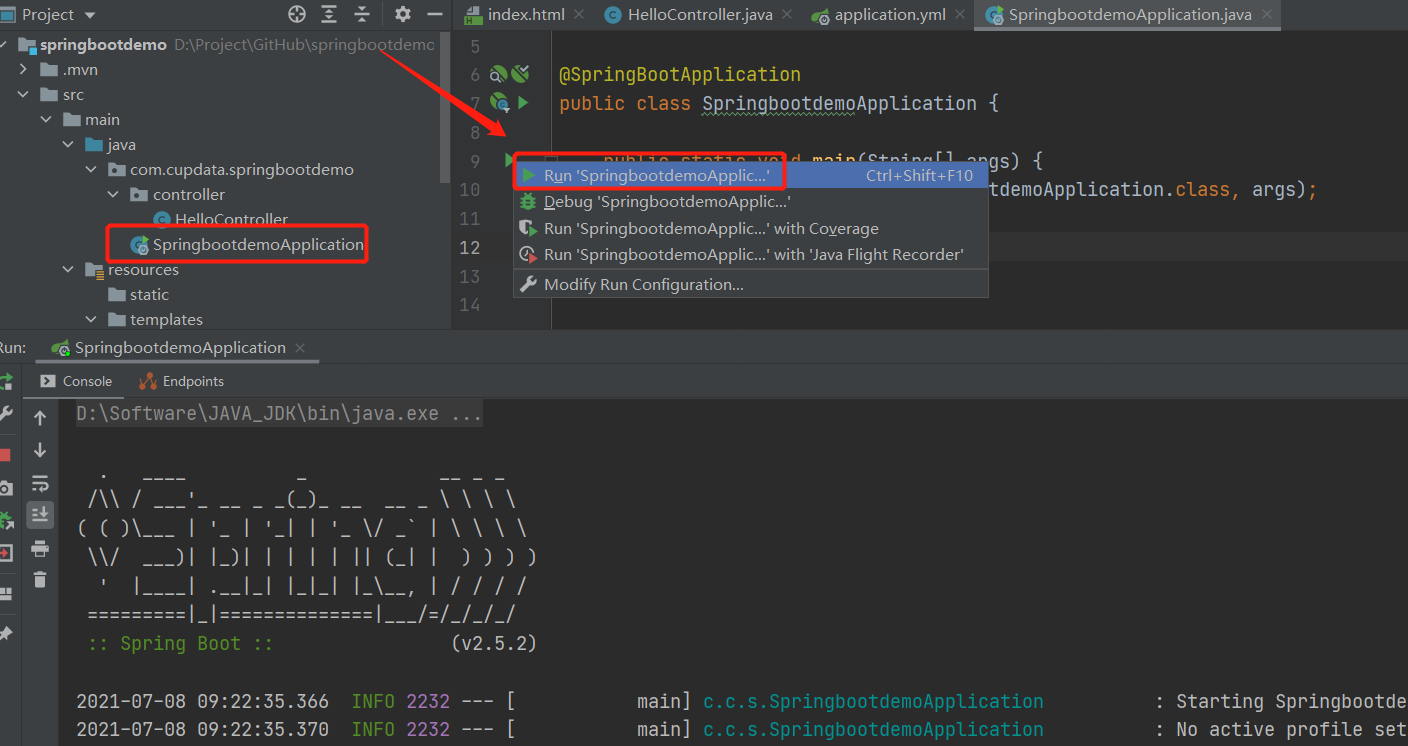 Project
index.html
HelloController.java
application.yml
SpringbootdemoApplication.java
springbootdemo D:\Project\GitHub\springbootdemo
.mvn
src
main
java
com.cupdata.springbootdemo
controller
HelloController
SpringbootdemoApplication
resources
static
templates
5
6 @SpringBootApplication
7 public class SpringbootdemoApplication {
8
9 public static void main(String[] args) {
10 tdemoApplication.class, args);
11
12
13
14
Run 'SpringbootdemoApplic...' Ctrl+Shift+F10
Debug 'SpringbootdemoApplic...'
Run 'SpringbootdemoApplic...' with Coverage
Run 'SpringbootdemoApplic...' with 'Java Flight Recorder'
Modify Run Configuration...
Run: SpringbootdemoApplication
Console Endpoints
D:\Software\JAVA_JDK\bin\java.exe ...
  .   ____          _            __ _ _
 /\\ / ___'_ __ _ _(_)_ __  __ _ \ \ \ \
( ( )\___ | '_ | '_| | '_ \/ _` | \ \ \ \
 \\/  ___)| |_)| | | | | || (_| |  ) ) ) )
  '  |____| .__|_| |_|_| |_\__, | / / / /
 =========|_|==============|___/=/_/_/_/
 :: Spring Boot ::                (v2.5.2)
2021-07-08 09:22:35.366  INFO 2232 --- [           main] c.c.s.SpringbootdemoApplication          : Starting Springbootde
2021-07-08 09:22:35.370  INFO 2232 --- [           main] c.c.s.SpringbootdemoApplication          : No active profile set